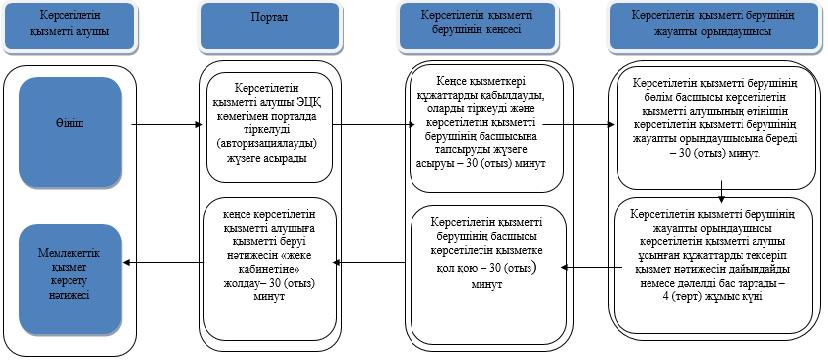 Көрсетілетін
қызметті алушы
Портал
Көрсетілетін қызметті
берушінің кеңсесі
Көрсетілетін қызметті берушінің
жауапты орындаушысы
Өтініш
Көрсетілетін
қызметті алушы ЭЦҚ
көмегімен порталда
тіркелуді
(авторизациялауды)
жүзеге асырады
Кеңсе қызметкері
құжаттарды қабылдауды,
оларды тіркеуді және
көрсетілетін қызметті
берушінің басшысына
тапсыруды жүзеге
асыруы – 30 (отыз) минут
Көрсетілетін қызметті берушінің
бөлім басшысы көрсетілетін
қызметті алушының өтінішін
көрсетілетін қызметті берушінің
жауапты орындаушысына береді
– 30 (отыз) минут.
Мемлекеттік
қызмет
көрсету
нәтижесі
кеңсе көрсетілетін
қызметті алушыға
қызметті беруі
нәтижесін «жеке
кабинетіне»
жолдау– 30 (отыз)
минут
Көрсетілетін қызметті
берушінің басшысы
көрсетілетін қызметке
қол қою – 30 (отыз)
минут
Көрсетілетін қызметті берушінің
жауапты орындаушысы
көрсетілетін қызметті алушы
ұсынған құжаттарды тексеріп
қызмет нәтижесін дайындайды
немесе дәлелді бас тартады –
4 (төрт) жұмыс күні